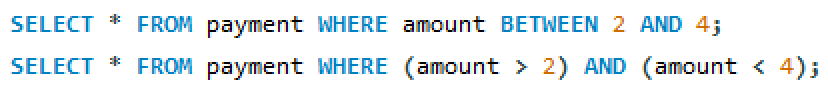 SELECT * FROM payment WHERE amount BETWEEN 2 AND 4;
SELECT * FROM payment WHERE (amount > 2) AND (amount < 4);